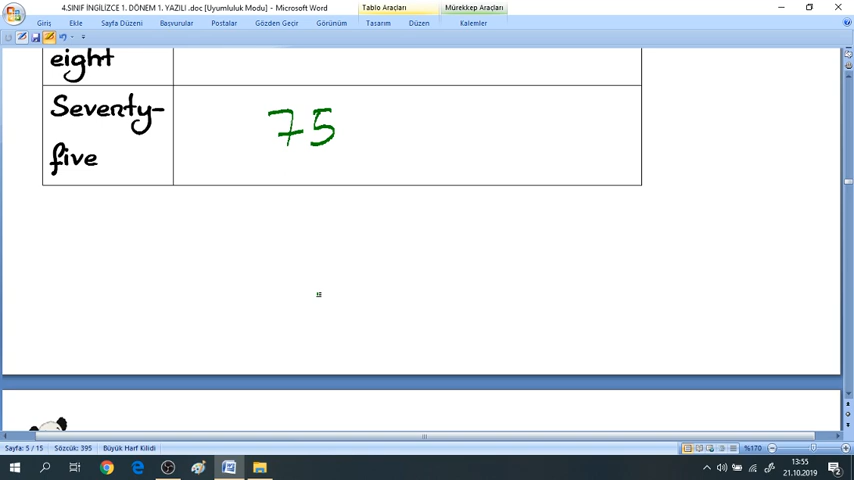 4.SINIF İNGİLİZCE 1. DÖNEM 1. YAZILI .doc [Uyumluluk Modu] - Microsoft Word
Tablo Araçları
Mürekkep Araçları
Giriş
Ekle
Sayfa Düzeni
Başvurular
Postalar
Gözden Geçir
Görünüm
Tasarım
Düzen
Kalemler
eight
Seventy-
five
75
Sayfa: 5 / 15
Sözcük: 395
Büyük Harf Kilidi
%170
13:55
21.10.2019
2